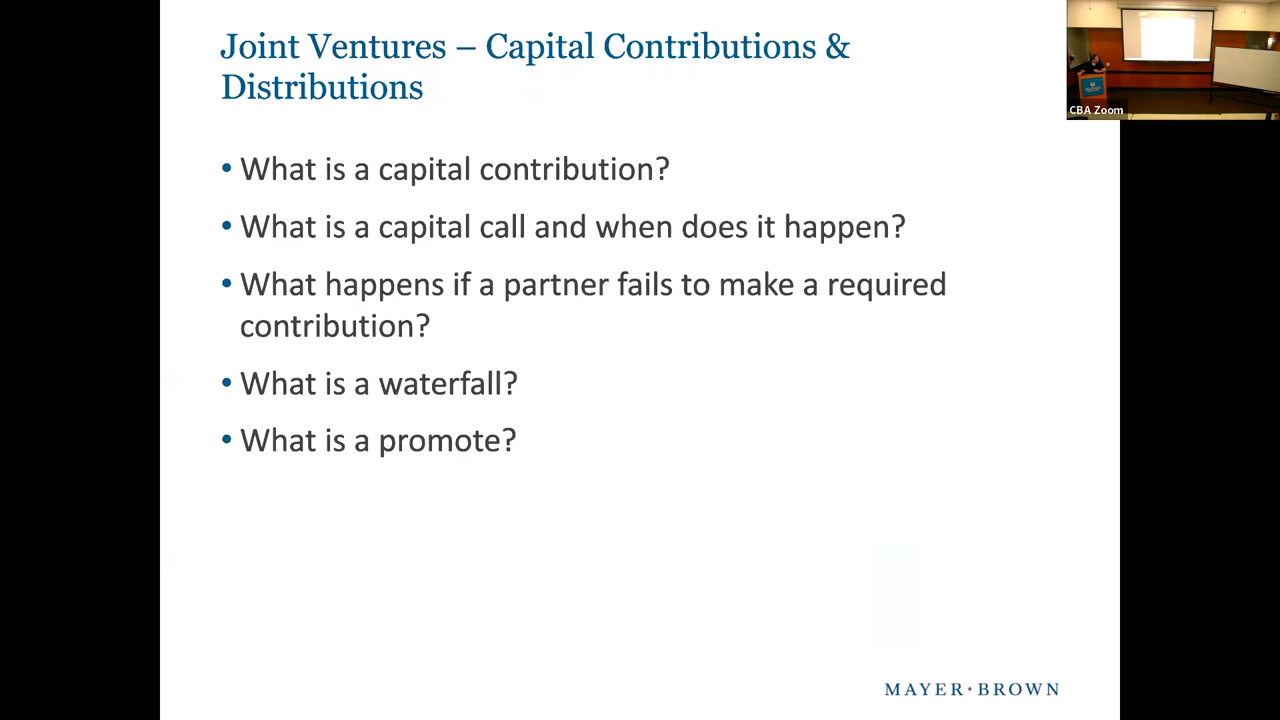 Joint Ventures – Capital Contributions &
Distributions
• What is a capital contribution?
• What is a capital call and when does it happen?
• What happens if a partner fails to make a required
contribution?
• What is a waterfall?
• What is a promote?
MAYER•BROWN
CBA Zoom